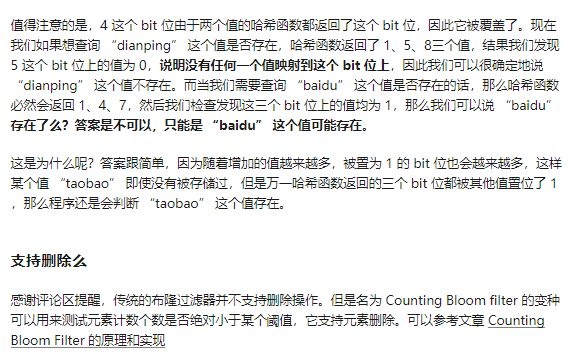 值得注意的是，4 这个 bit 位由于两个值的哈希函数都返回了这个 bit 位，因此它被覆盖了。现在
我们如果想查询 “dianping” 这个值是否存在，哈希函数返回了 1、5、8三个值，结果我们发现
5 这个 bit 位上的值为 0，说明没有任何一个值映射到这个 bit 位上，因此我们可以很确定地说
“dianping” 这个值不存在。而当我们需要查询 “baidu” 这个值是否存在的话，那么哈希函数
必然会返回 1、4、7，然后我们检查发现这三个 bit 位上的值均为 1，那么我们可以说 “baidu”
存在了么？答案是不可以，只能是 “baidu” 这个值可能存在。
这是为什么呢？答案跟简单，因为随着增加的值越来越多，被置为 1 的 bit 位也会越来越多，这样
某个值 “taobao” 即使没有被存储过，但是万一哈希函数返回的三个 bit 位都被其他值置位了 1
，那么程序还是会判断 “taobao” 这个值存在。
支持删除么
感谢评论区提醒，传统的布隆过滤器并不支持删除操作。但是名为 Counting Bloom filter 的变种
可以用来测试元素计数个数是否绝对小于某个阈值，它支持元素删除。可以参考文章 Counting
Bloom Filter 的原理和实现